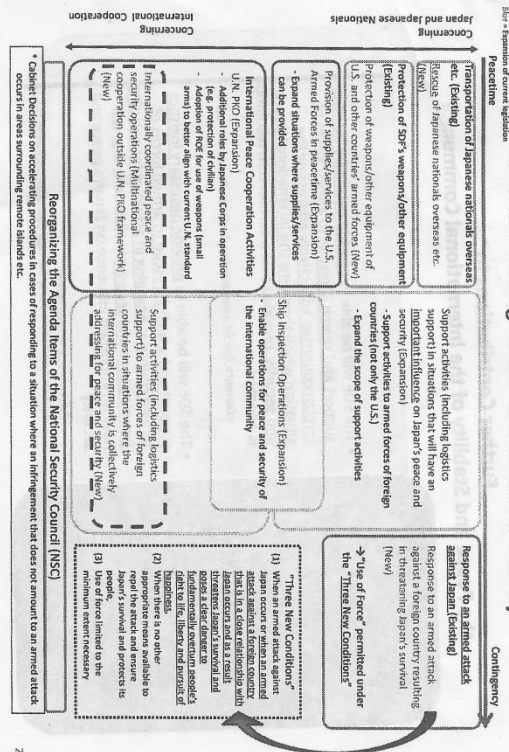 Blue = Expansion of current legislation
Peacetime
Contingency
Concerning
Japan and Japanese Nationals
Concerning
International Cooperation
Transportation of Japanese nationals overseas
etc. (Existing)
Rescue of Japanese nationals overseas etc.
(New)
Protection of SDF's weapons/other equipment
(Existing)
Protection of weapons/other equipment of
U.S. and other countries' armed forces (New)
Provision of supplies/services to the U.S.
Armed Forces in peacetime (Expansion)
- Expand situations where supplies/services
can be provided
International Peace Cooperation Activities
U.N. PKO (Expansion)
- Additional roles by Japanese Corps in operation
(e.g. Protection of civilian)
- Adoption of ROE for use of weapons (small
arms) to better align with current U.N. standard
Internationally coordinated peace and
security operations (Multinational
cooperation outside U.N. PKO framework)
(New)
Support activities (including logistics
support) in situations that will have an
important influence on Japan's peace and
security (Expansion)
- Support activities to armed forces of foreign
countries (not only the U.S.)
- Expand the scope of support activities
Ship Inspection Operations (Expansion)
- Enable operations for peace and security of
the international community
Support activities (including logistics
support) to armed forces of foreign
countries in situations where the
international community is collectively
addressing for peace and security (New)
Response to an armed attack
against Japan (Existing)
Response to an armed attack
against a foreign country resulting
in threatening Japan's survival
(New)
→"Use of Force" permitted under
the "Three New Conditions"
"Three New Conditions"
(1) When an armed attack against
Japan occurs or when an armed
attack against a foreign country
that is in a close relationship with
Japan occurs and as a result
threatens Japan's survival and
poses a clear danger to
fundamentally overturn people's
right to life, liberty and pursuit of
happiness,
(2) When there is no other
appropriate means available to
repel the attack and ensure
Japan's survival and protects its
people,
(3) Use of force limited to the
minimum extent necessary
Reorganizing the Agenda Items of the National Security Council (NSC)
* Cabinet Decisions on accelerating procedures in cases of responding to a situation where an infringement that does not amount to an armed attack
occurs in areas surrounding remote islands etc.
2